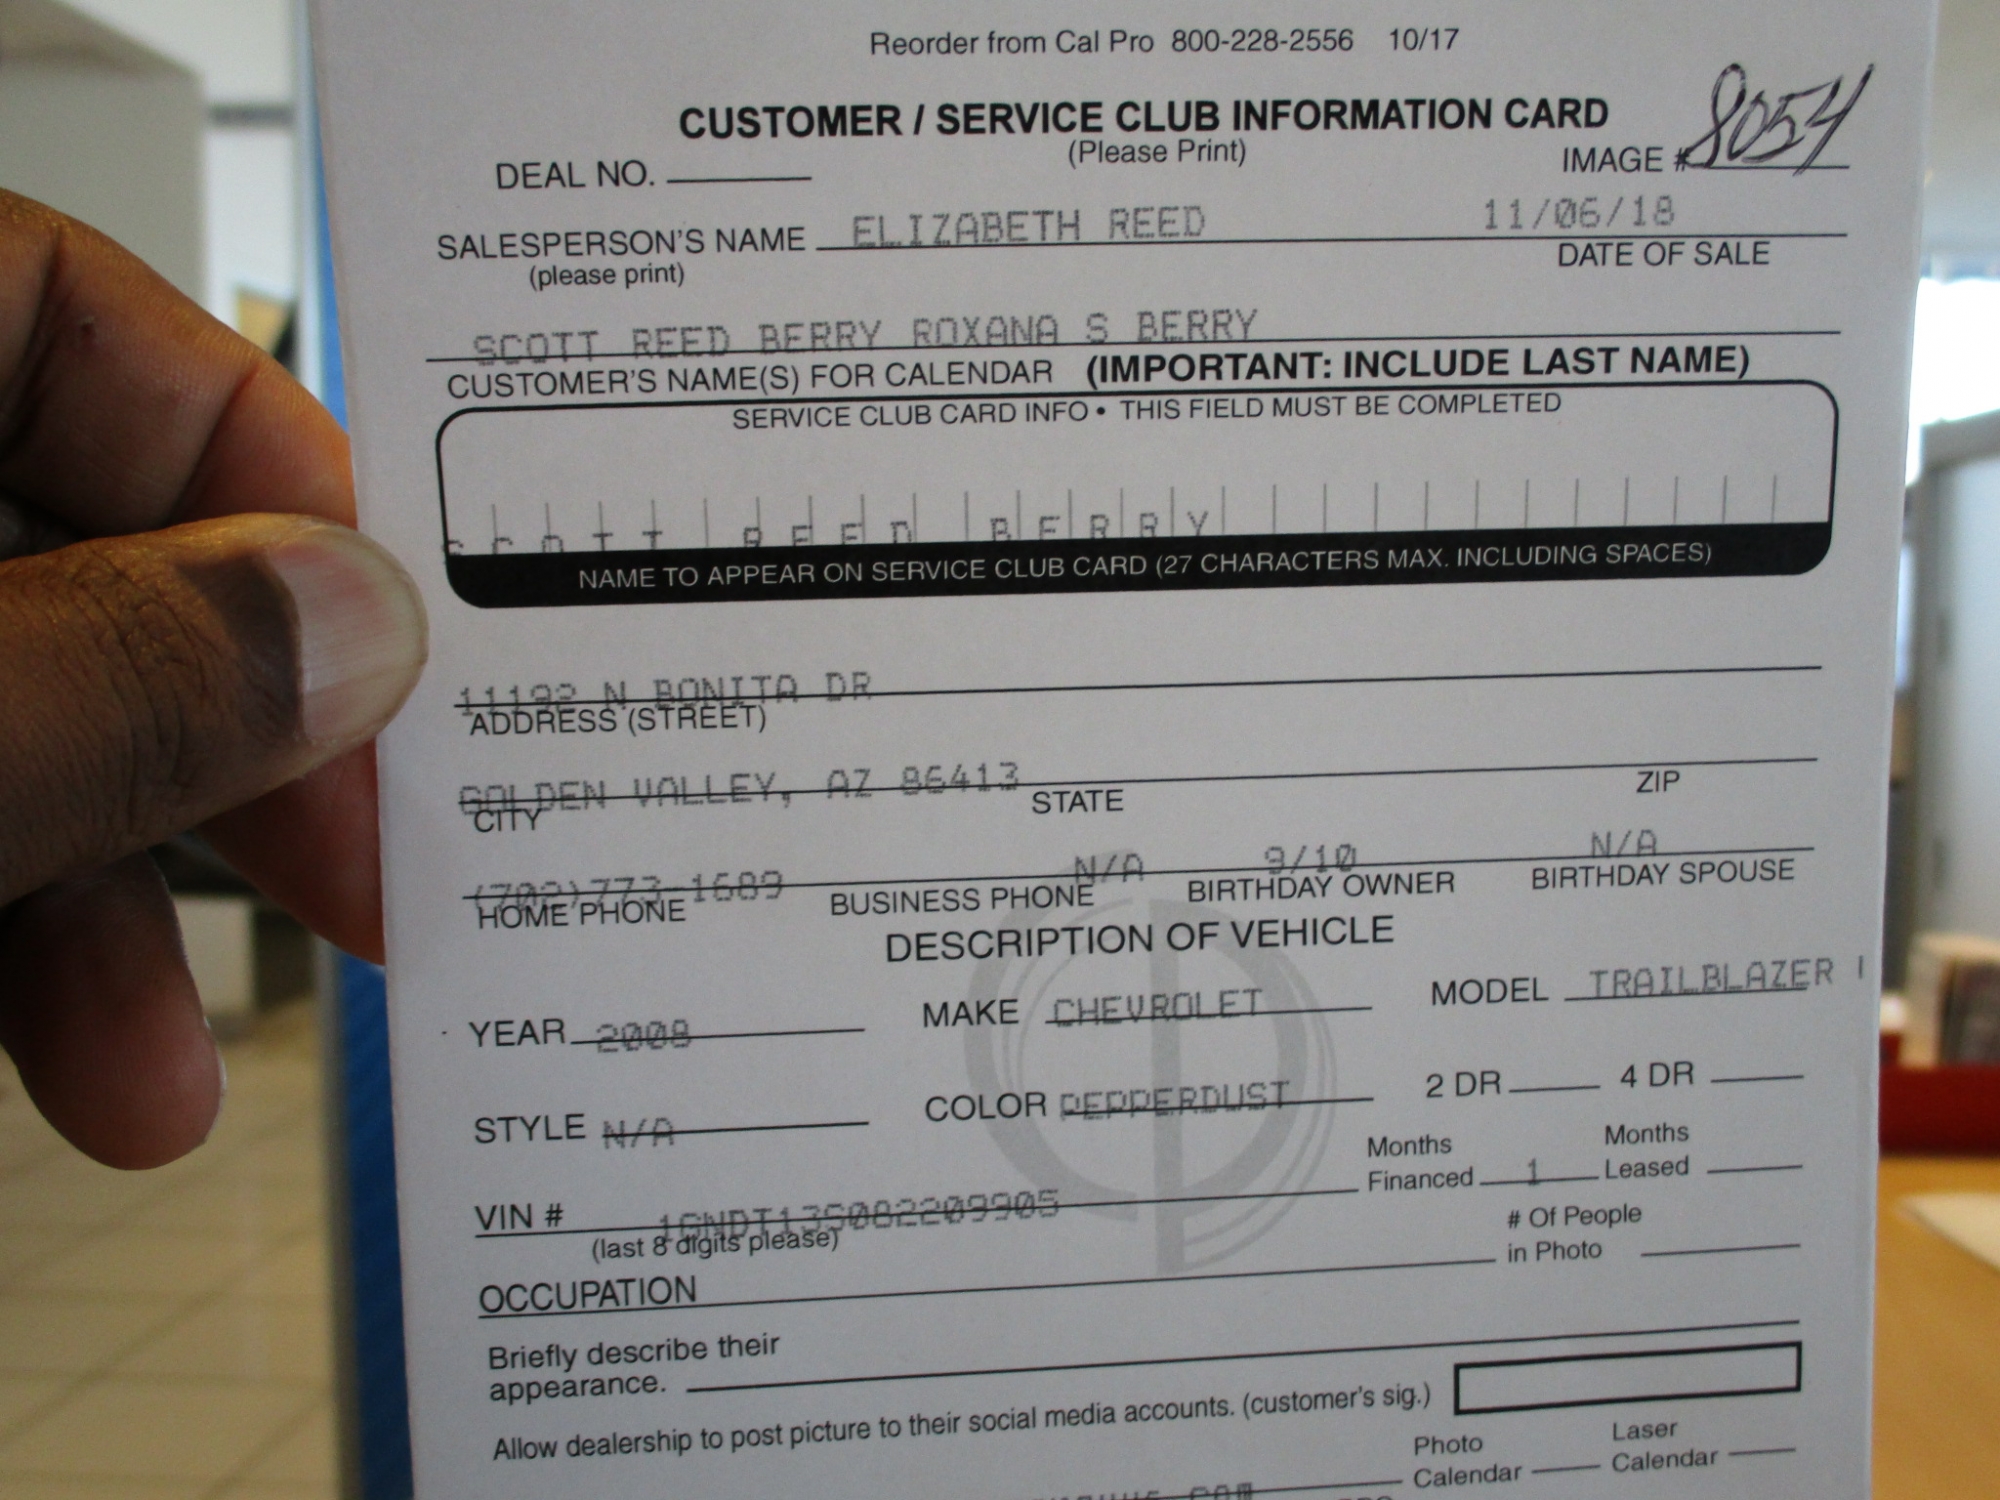 Reorder from Cal Pro 800-228-2556 10/17
CUSTOMER / SERVICE CLUB INFORMATION CARD
(Please Print)
DEAL NO. IMAGE # 8054
SALESPERSON'S NAME ELIZABETH REED 11/06/18
(please print) DATE OF SALE
SCOTT REED BERRY ROXANA S BERRY
CUSTOMER'S NAME(S) FOR CALENDAR (IMPORTANT: INCLUDE LAST NAME)
SERVICE CLUB CARD INFO • THIS FIELD MUST BE COMPLETED
SCOTT REED BERRY
NAME TO APPEAR ON SERVICE CLUB CARD (27 CHARACTERS MAX. INCLUDING SPACES)
11192 N BONITA DR
ADDRESS (STREET)
GOLDEN VALLEY, AZ 86413
CITY STATE ZIP
(702)773-1689 N/A 9/10 N/A
HOME PHONE BUSINESS PHONE BIRTHDAY OWNER BIRTHDAY SPOUSE
DESCRIPTION OF VEHICLE
YEAR 2008 MAKE CHEVROLET MODEL TRAILBLAZER
STYLE N/A COLOR PEPPERDUST 2 DR 4 DR
Months Financed 1 Months Leased
VIN # 1GNDT13S082209905
(last 8 digits please)
# Of People in Photo
OCCUPATION
Briefly describe their
appearance.
Allow dealership to post picture to their social media accounts. (customer's sig.)
Photo Calendar Laser Calendar